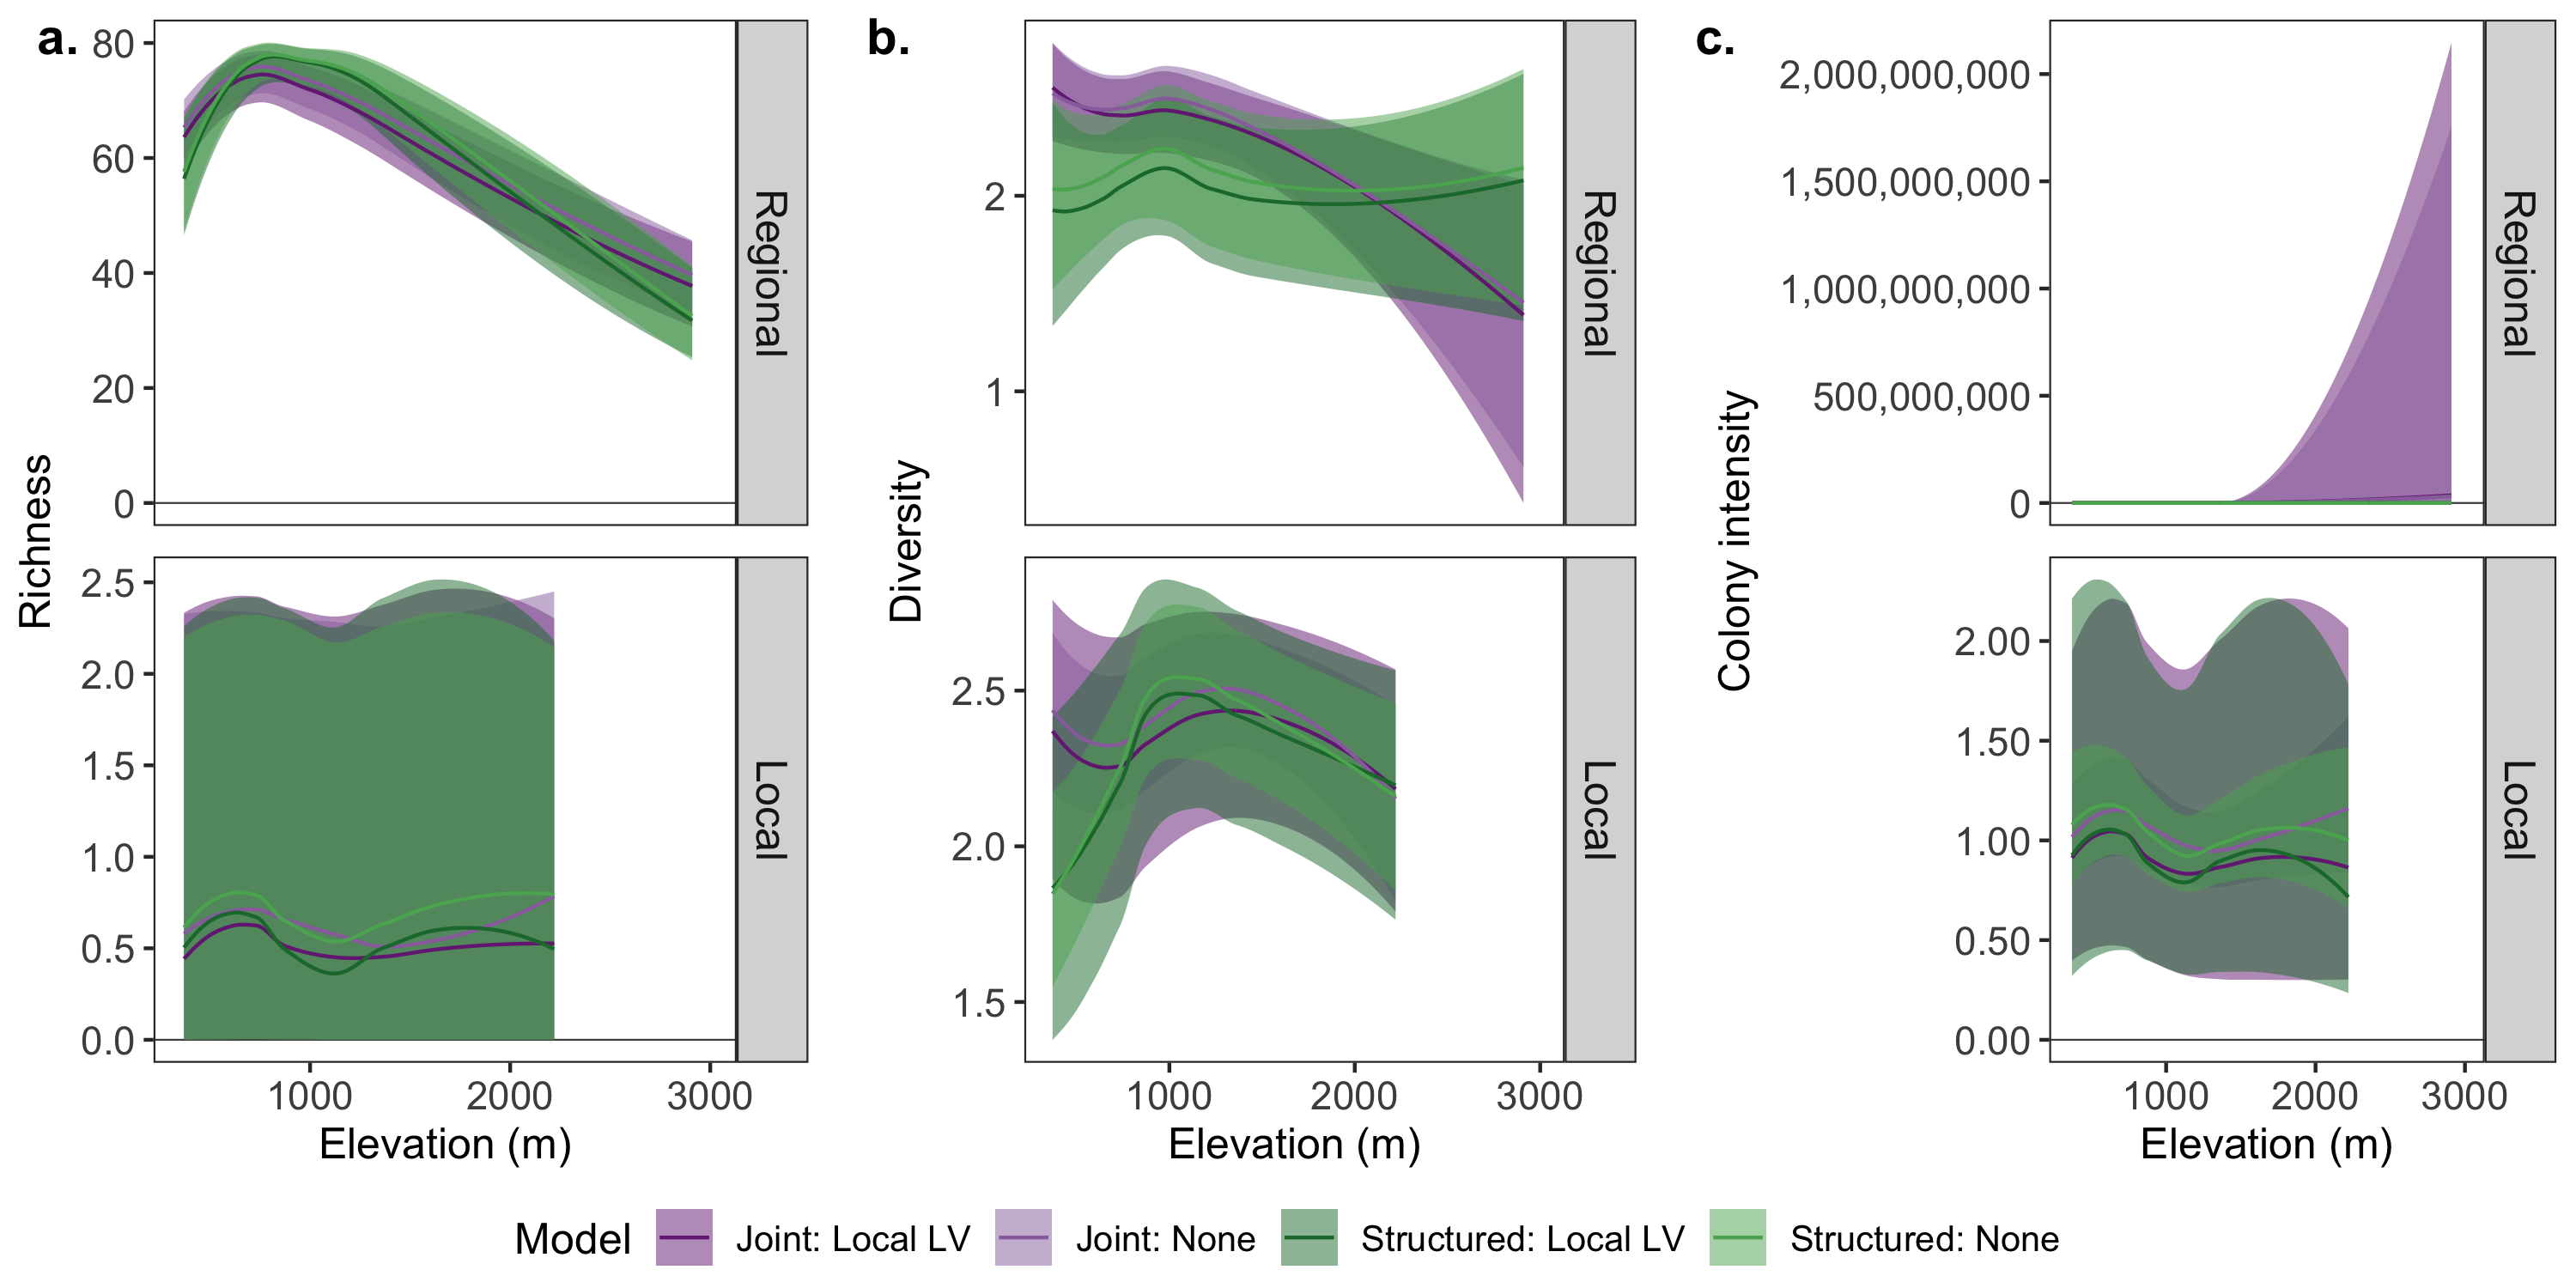 a.
Richness
80
60
40
20
0
Regional
2.5
2.0
1.5
1.0
0.5
0.0
Local
1000 2000 3000
Elevation (m)
b.
Diversity
2
1
Regional
2.5
2.0
1.5
Local
1000 2000 3000
Elevation (m)
c.
Colony intensity
2,000,000,000
1,500,000,000
1,000,000,000
500,000,000
0
Regional
2.00
1.50
1.00
0.50
0.00
Local
1000 2000 3000
Elevation (m)
Model Joint: Local LV Joint: None Structured: Local LV Structured: None